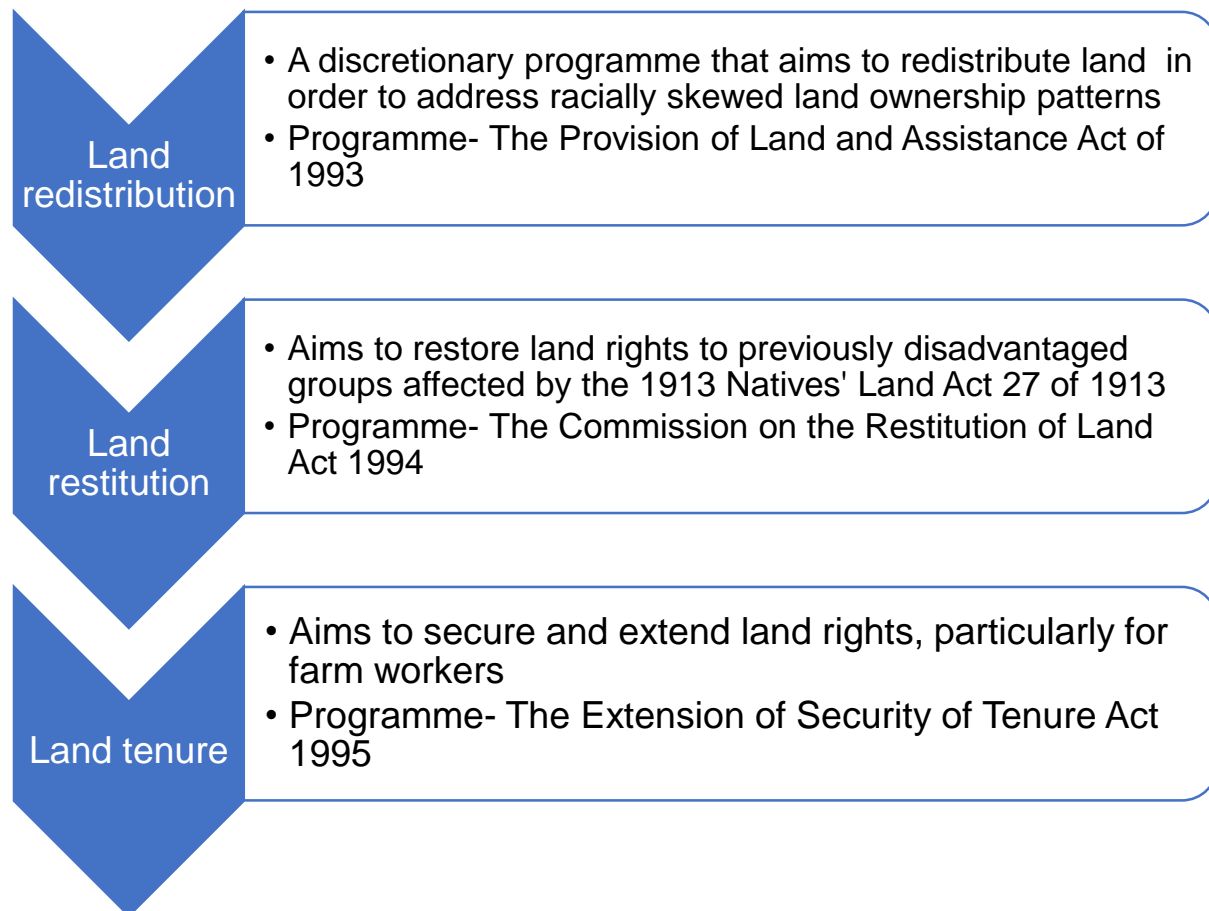 Land
redistribution
• A discretionary programme that aims to redistribute land  in
order to address racially skewed land ownership patterns
• Programme- The Provision of Land and Assistance Act of
1993
Land
restitution
• Aims to restore land rights to previously disadvantaged
groups affected by the 1913 Natives' Land Act 27 of 1913
• Programme- The Commission on the Restitution of Land
Act 1994
Land tenure
• Aims to secure and extend land rights, particularly for
farm workers
• Programme- The Extension of Security of Tenure Act
1995